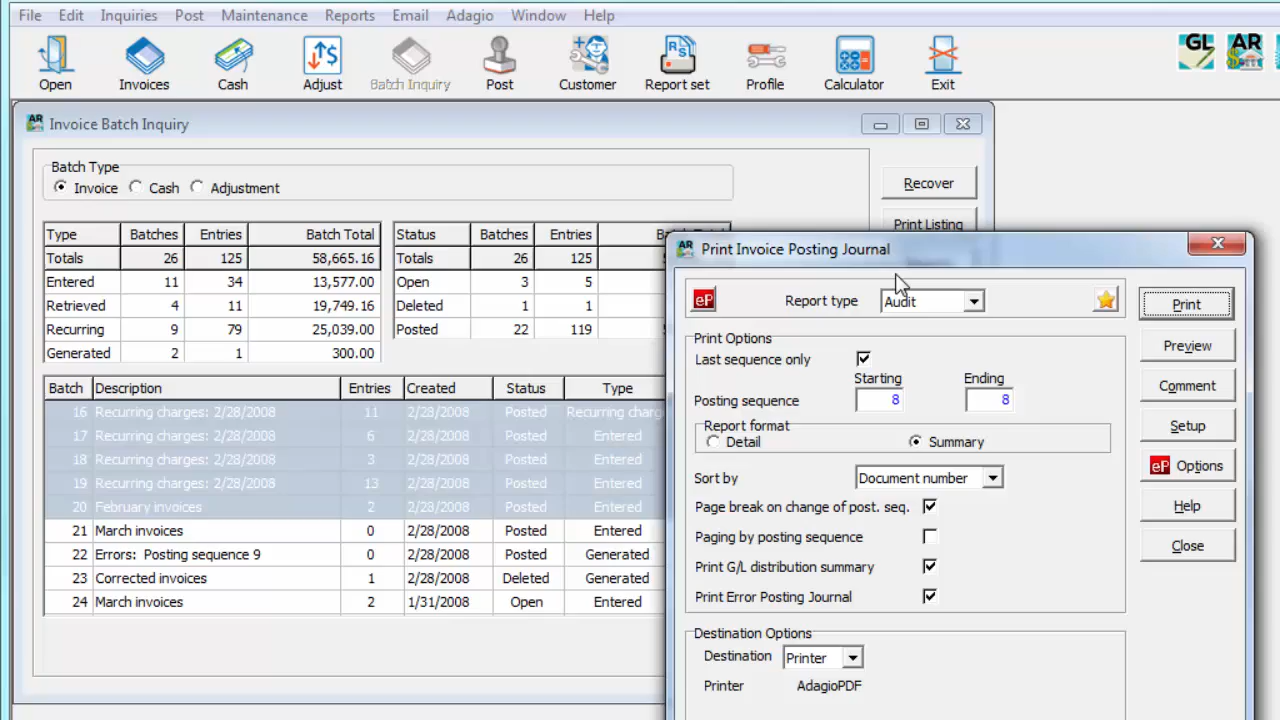 File Edit Inquiries Post Maintenance Reports Email Adagio Window Help
Open Invoices Cash Adjust Batch Inquiry Post Customer Report set Profile Calculator Exit
GL AR
AR Invoice Batch Inquiry
Batch Type
Invoice Cash Adjustment
Recover
Print Listing
Type Batches Entries Batch Total
Totals 26 125 58,665.16
Entered 11 34 13,577.00
Retrieved 4 11 19,749.16
Recurring 9 79 25,039.00
Generated 2 1 300.00
Status Batches Entries
Totals 26 125
Open 3 5
Deleted 1 1
Posted 22 119
Batch Description Entries Created Status Type
16 Recurring charges: 2/28/2008 11 2/28/2008 Posted Recurring charg
17 Recurring charges: 2/28/2008 6 2/28/2008 Posted Entered
18 Recurring charges: 2/28/2008 3 2/28/2008 Posted Entered
19 Recurring charges: 2/28/2008 13 2/28/2008 Posted Entered
20 February invoices 2 2/28/2008 Posted Entered
21 March invoices 0 2/28/2008 Posted Entered
22 Errors: Posting sequence 9 0 2/28/2008 Posted Generated
23 Corrected invoices 1 2/28/2008 Deleted Generated
24 March invoices 2 1/31/2008 Open Entered
AR Print Invoice Posting Journal
eP Report type Audit
Print Options
Last sequence only
Starting Ending
Posting sequence 8 8
Report format
Detail Summary
Sort by Document number
Page break on change of post. seq.
Paging by posting sequence
Print G/L distribution summary
Print Error Posting Journal
Destination Options
Destination Printer
Printer AdagioPDF
Print
Preview
Comment
Setup
eP Options
Help
Close